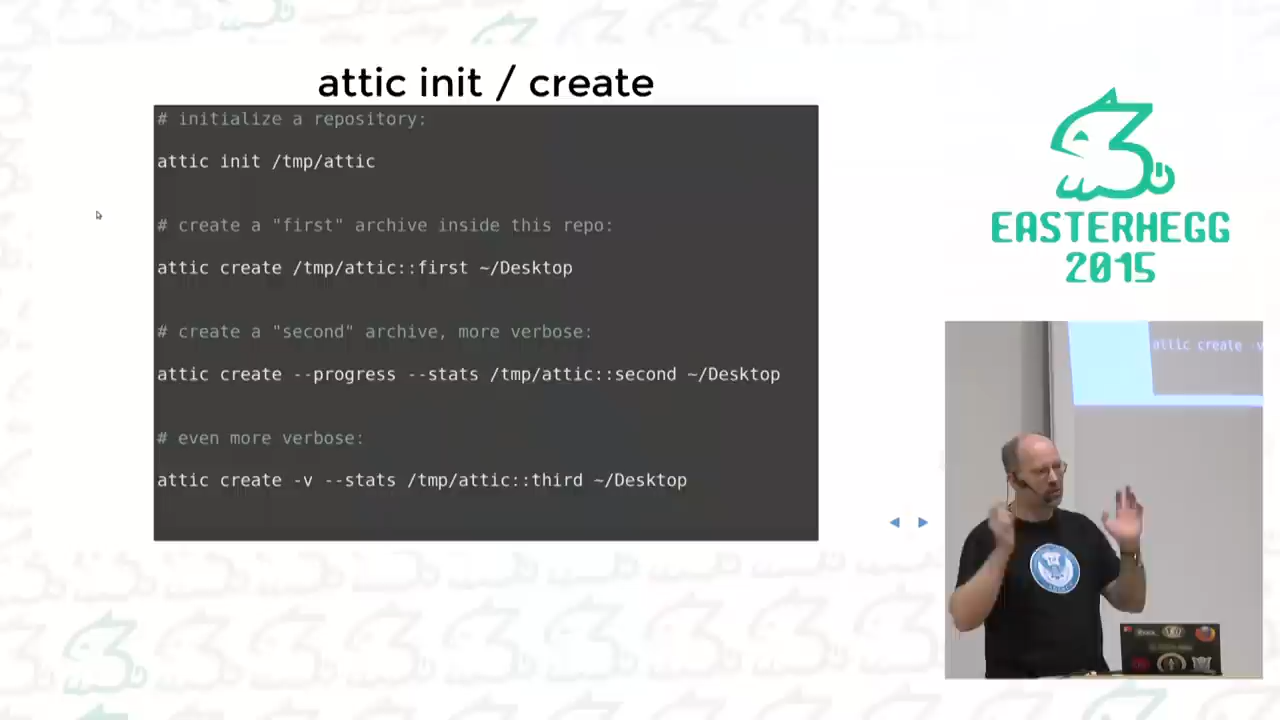 attic init / create
# initialize a repository:
attic init /tmp/attic
# create a "first" archive inside this repo:
attic create /tmp/attic::first ~/Desktop
# create a "second" archive, more verbose:
attic create --progress --stats /tmp/attic::second ~/Desktop
# even more verbose:
attic create -v --stats /tmp/attic::third ~/Desktop
EASTERHEGG
2015
attic create -v